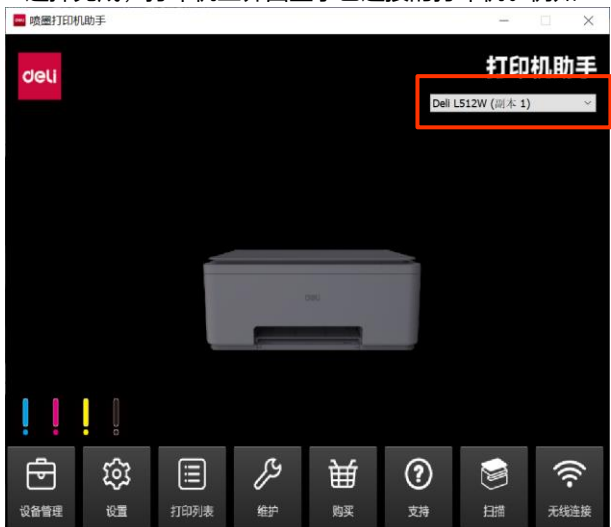 喷墨打印机助手
deli
打印机助手
Deli L512W (副本 1)
deli
设备管理
设置
打印列表
维护
购买
支持
扫描
无线连接